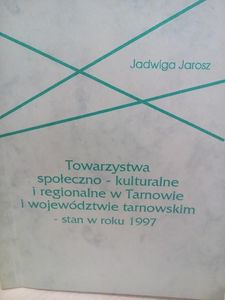 Jadwiga Jarosz
Towarzystwa
społeczno - kulturalne
i regionalne w Tarnowie
i województwie tarnowskim
- stan w roku 1997